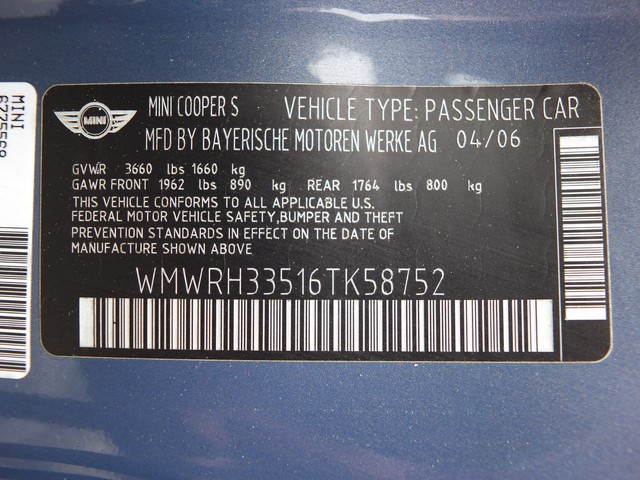 MINI
6775568
MINI
MINI COOPER S VEHICLE TYPE: PASSENGER CAR
MFD BY BAYERISCHE MOTOREN WERKE AG 04/06
GVWR 3660 lbs 1660 kg
GAWR FRONT 1962 lbs 890 kg REAR 1764 lbs 800 kg
THIS VEHICLE CONFORMS TO ALL APPLICABLE U.S.
FEDERAL MOTOR VEHICLE SAFETY,BUMPER AND THEFT
PREVENTION STANDARDS IN EFFECT ON THE DATE OF
MANUFACTURE SHOWN ABOVE
WMWRH33516TK58752